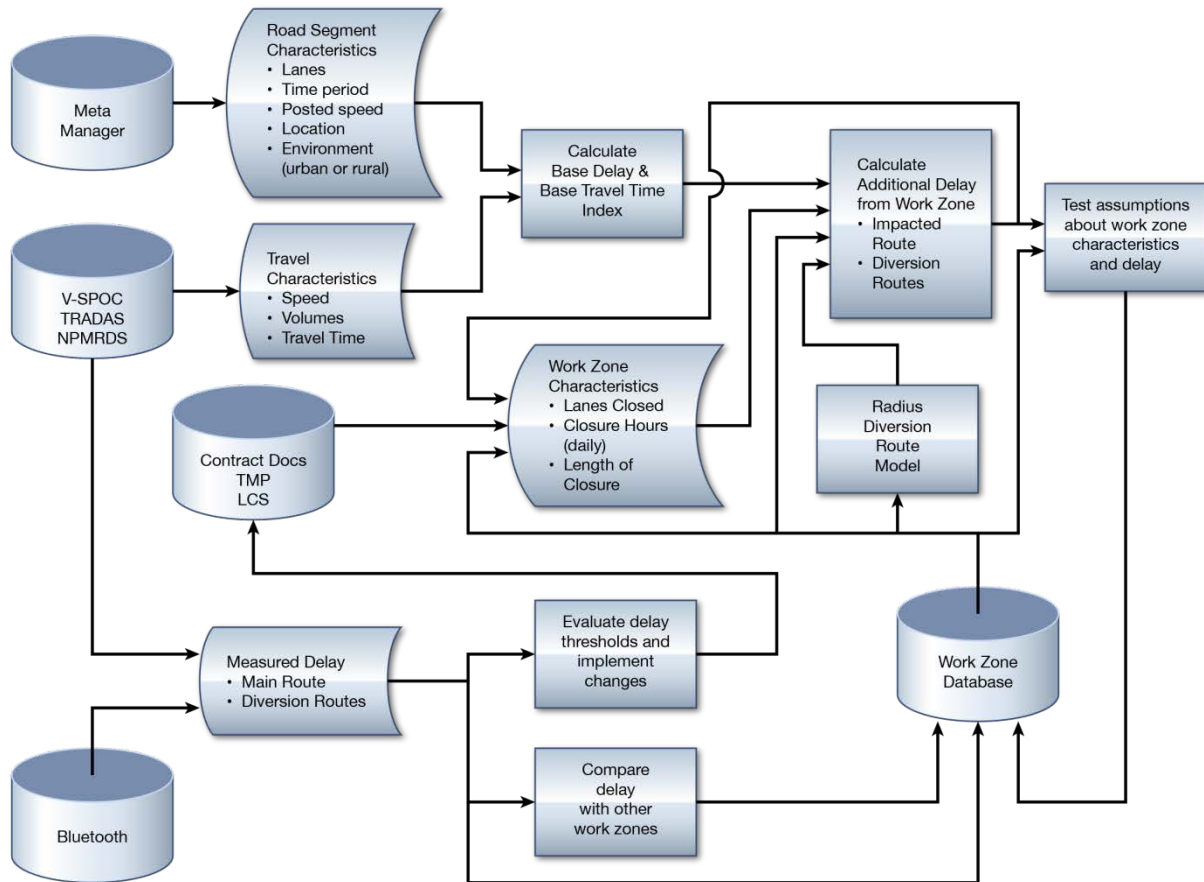 Meta
Manager
Road Segment
Characteristics
• Lanes
• Time period
• Posted speed
• Location
• Environment
(urban or rural)
Calculate
Base Delay &
Base Travel Time
Index
Calculate
Additional Delay
from Work Zone
• Impacted
Route
• Diversion
Routes
Test assumptions
about work zone
characteristics
and delay
V-SPOC
TRADAS
NPMRDS
Travel
Characteristics
• Speed
• Volumes
• Travel Time
Contract Docs
TMP
LCS
Work Zone
Characteristics
• Lanes Closed
• Closure Hours
(daily)
• Length of
Closure
Radius
Diversion
Route
Model
Measured Delay
• Main Route
• Diversion Routes
Evaluate delay
thresholds and
implement
changes
Work Zone
Database
Bluetooth
Compare
delay
with other
work zones